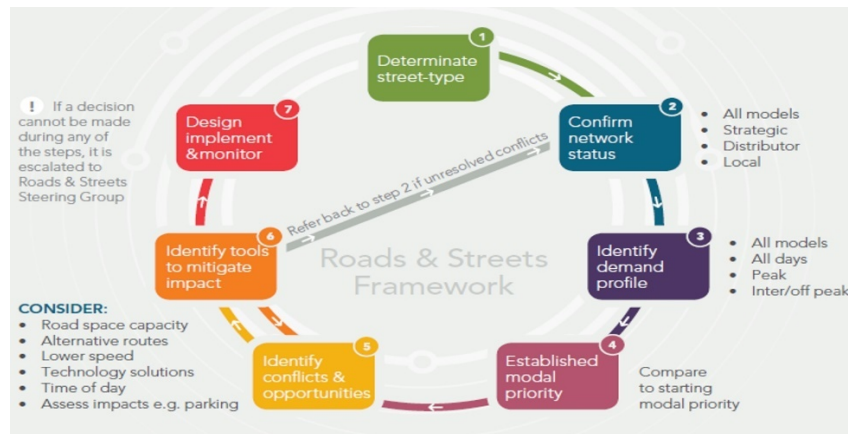 1
Determinate
street-type
2
Confirm
network
status
• All models
• Strategic
• Distributor
• Local
3
Identify
demand
profile
• All models
• All days
• Peak
• Inter/off peak
4
Established
modal
priority
Compare
to starting
modal priority
5
Identify
conflicts &
opportunities
6
Identify tools
to mitigate
impact
CONSIDER:
• Road space capacity
• Alternative routes
• Lower speed
• Technology solutions
• Time of day
• Assess impacts e.g. parking
7
Design
implement
&monitor
! If a decision
cannot be made
during any of
the steps, it is
escalated to
Roads & Streets
Steering Group
Refer back to step 2 if unresolved conflicts
Roads & Streets
Framework